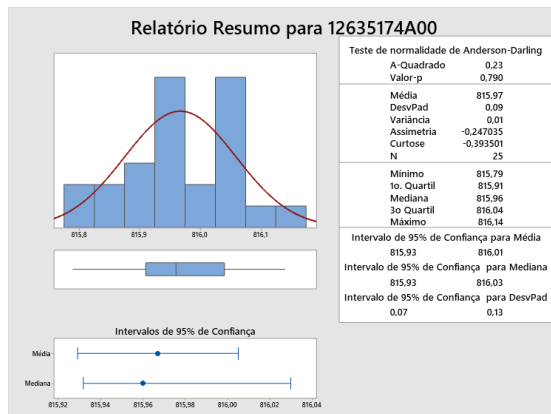 Relatório Resumo para 12635174A00
815,8 815,9 816,0 816,1
Intervalos de 95% de Confiança
Média
Mediana
815,92 815,94 815,96 815,98 816,00 816,02 816,04
Teste de normalidade de Anderson-Darling
A-Quadrado 0,23
Valor-p 0,790
Média 815,97
DesvPad 0,09
Variância 0,01
Assimetria -0,247035
Curtose -0,393501
N 25
Mínimo 815,79
1o. Quartil 815,91
Mediana 815,96
3o Quartil 816,04
Máximo 816,14
Intervalo de 95% de Confiança para Média
815,93 816,01
Intervalo de 95% de Confiança para Mediana
815,93 816,03
Intervalo de 95% de Confiança para DesvPad
0,07 0,13